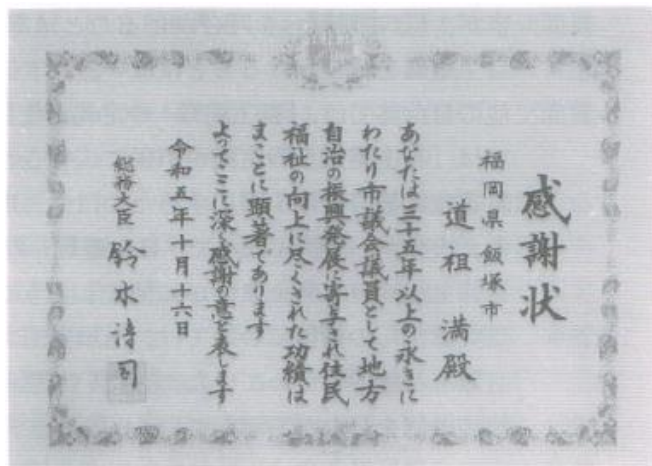 感謝状
福岡県飯塚市
道祖満殿
あなたは三十五年以上の永きに
わたり市議会議員として地方
自治の振興発展に寄与され住民
福祉の向上に尽くされた功績は
まことに顕著であります
よってここに深く感謝の意を表します
令和五年十月十六日
総務大臣 鈴木淳司